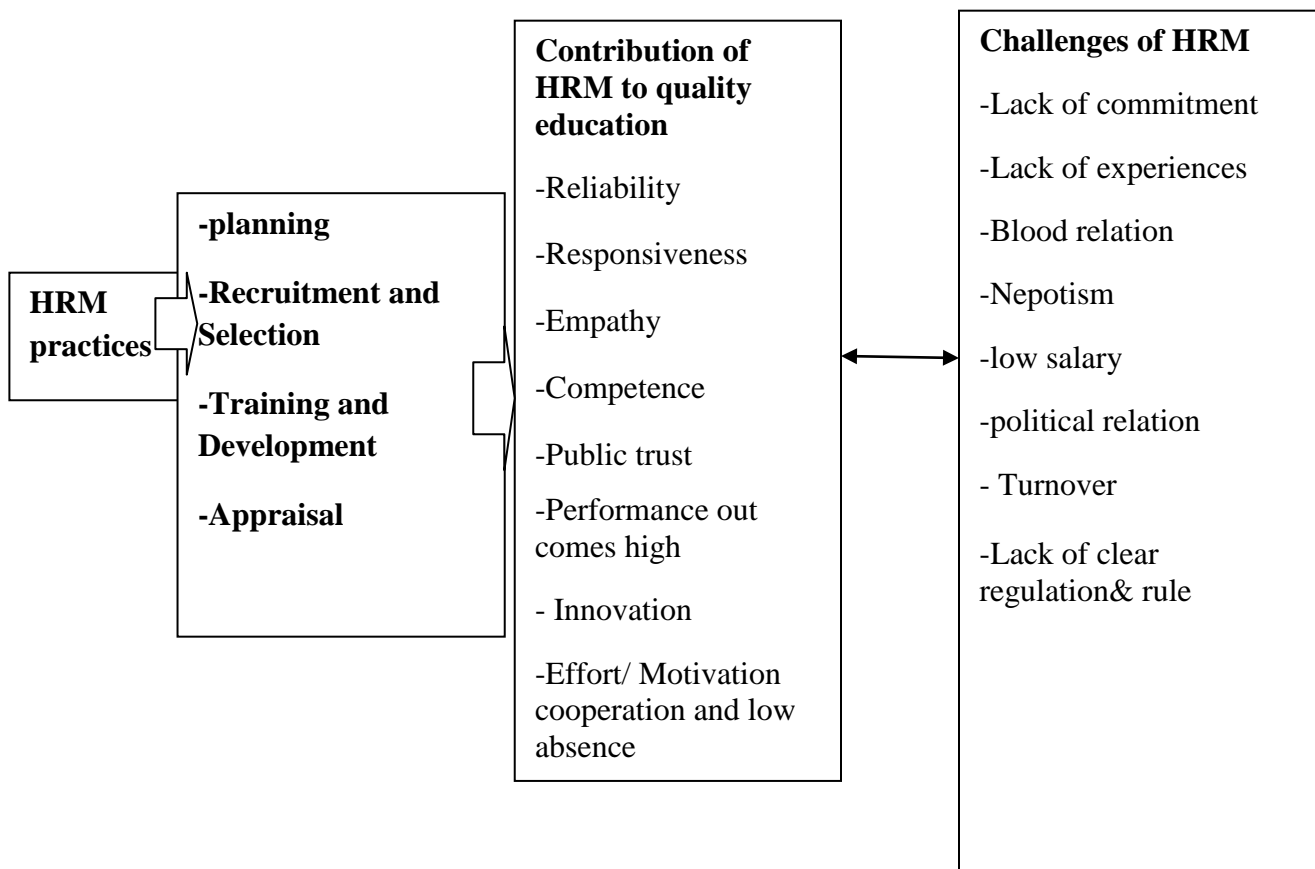 HRM
practices
-planning
-Recruitment and
Selection
-Training and
Development
-Appraisal
Contribution of
HRM to quality
education
-Reliability
-Responsiveness
-Empathy
-Competence
-Public trust
-Performance out
comes high
- Innovation
-Effort/ Motivation
cooperation and low
absence
Challenges of HRM
-Lack of commitment
-Lack of experiences
-Blood relation
-Nepotism
-low salary
-political relation
- Turnover
-Lack of clear
regulation& rule